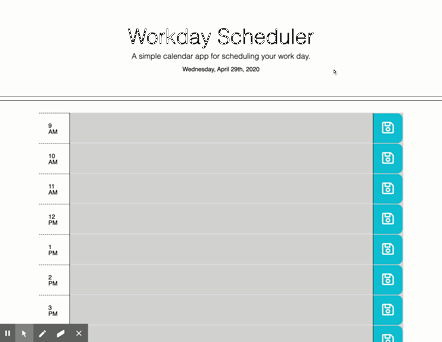 Workday Scheduler
A simple calendar app for scheduling your work day.
Wednesday, April 29th, 2020
9
AM
10
AM
11
AM
12
PM
1
PM
2
PM
3
PM